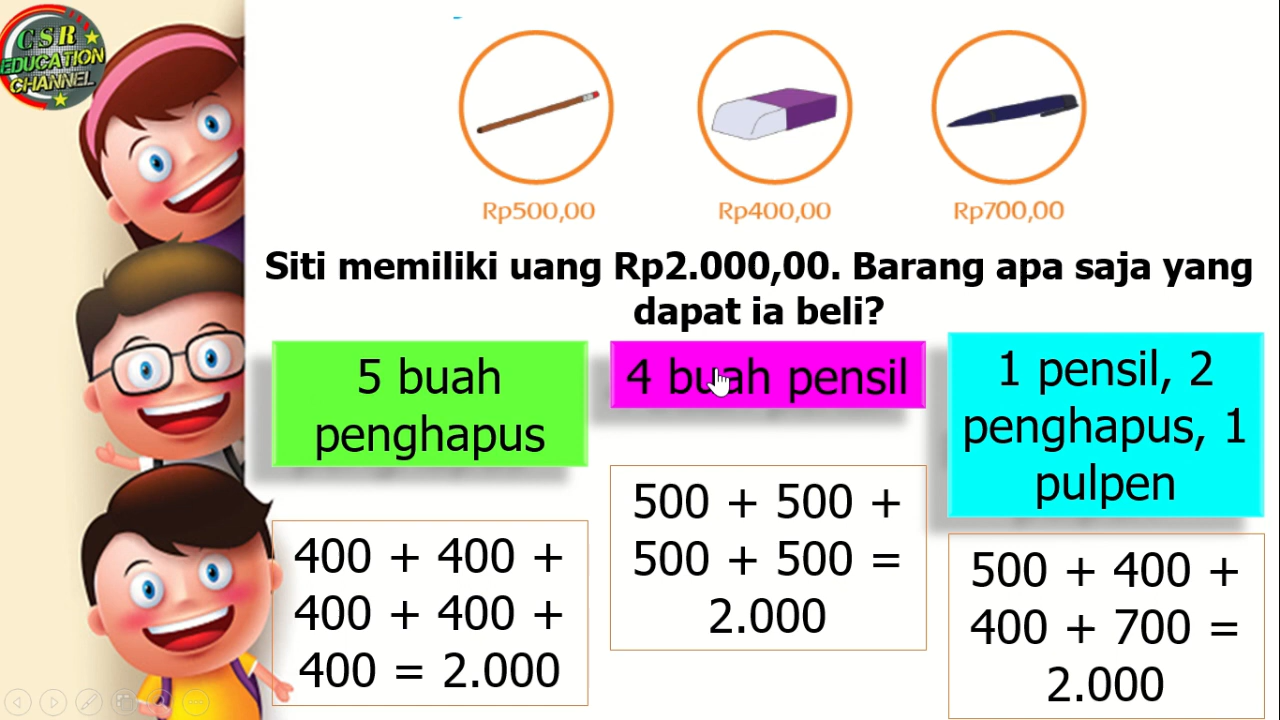 CSR
EDUCATION
CHANNEL
Rp500,00
Rp400,00
Rp700,00
Siti memiliki uang Rp2.000,00. Barang apa saja yang
dapat ia beli?
5 buah
penghapus
400 + 400 +
400 + 400 +
400 = 2.000
4 buah pensil
500 + 500 +
500 + 500 =
2.000
1 pensil, 2
penghapus, 1
pulpen
500 + 400 +
400 + 700 =
2.000